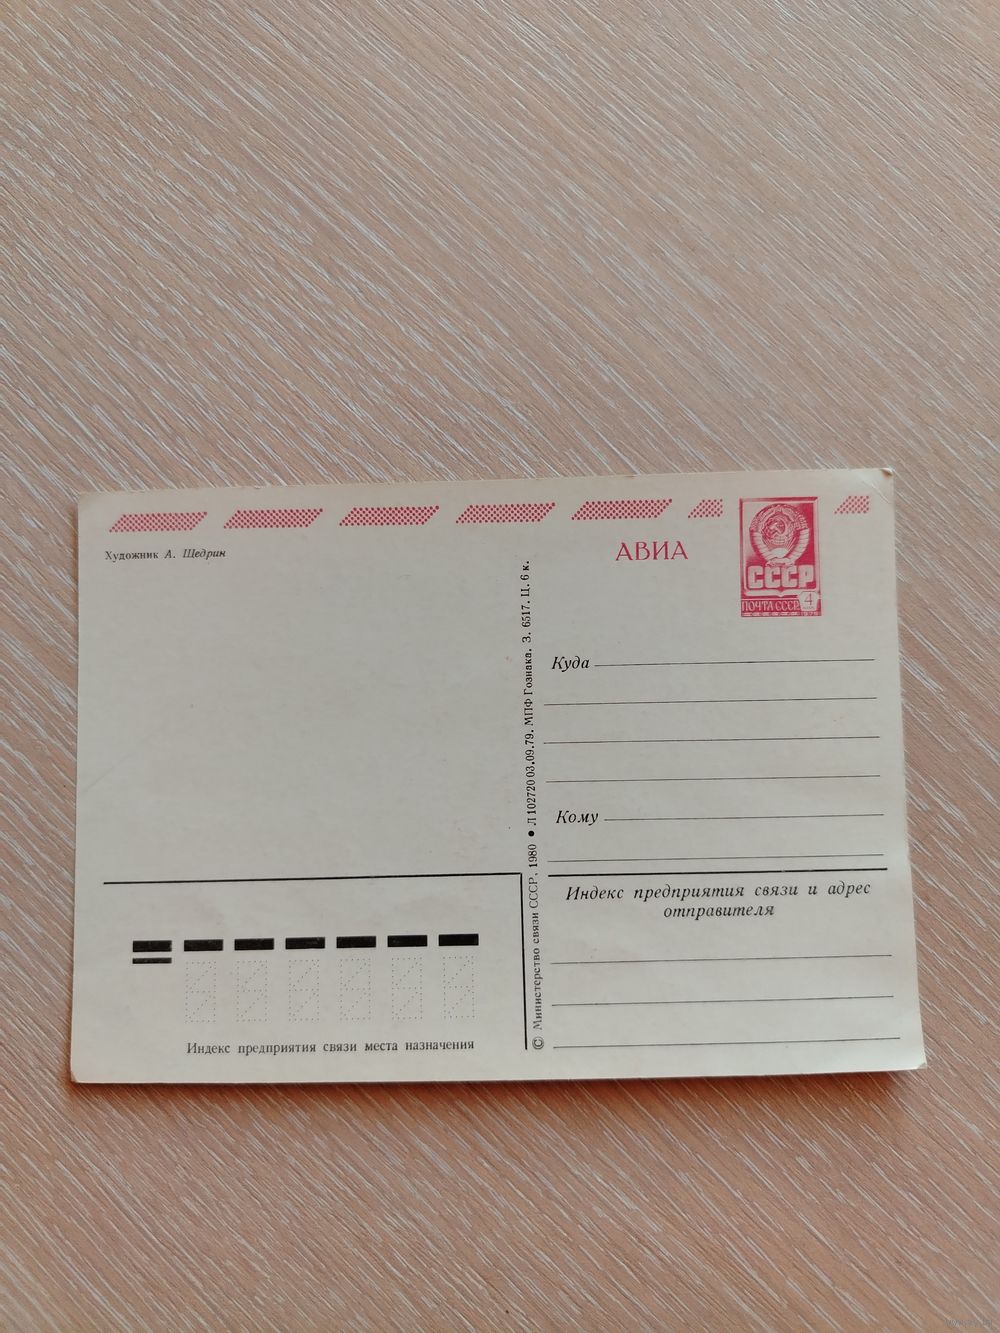 Художник А. Щедрин
АВИА
СССР
ПОЧТА СССР 4
Куда
Кому
Индекс предприятия связи и адрес
отправителя
© Министерство связи СССР, 1980 ● Л 102720 03.09.79. МПФ Гознака. З. 6517. Ц. 6 к.
Индекс предприятия связи места назначения